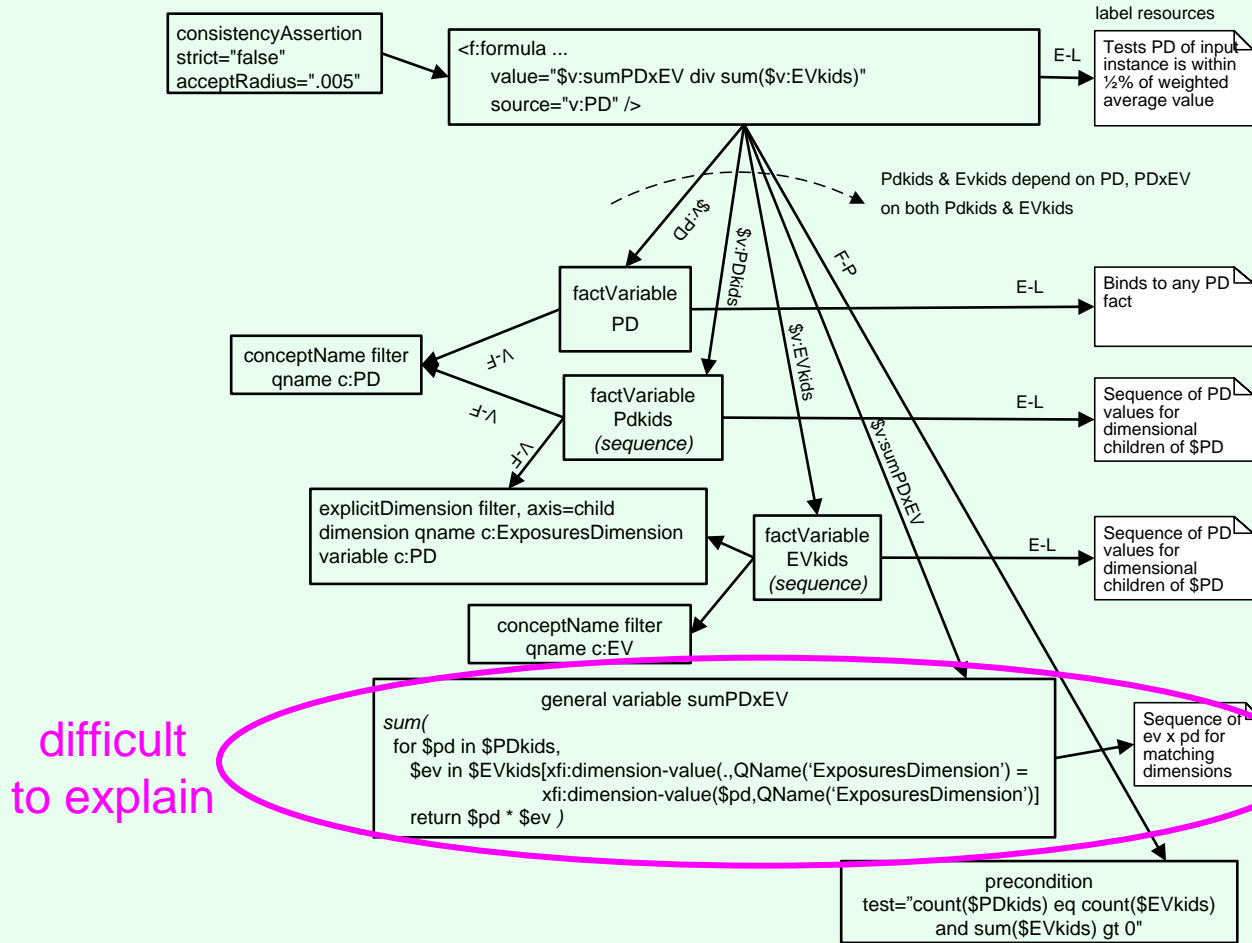 label resources
consistencyAssertion
strict="false"
acceptRadius=".005"
<f:formula ...
value="$v:sumPDxEV div sum($v:EVkids)"
source="v:PD" />
E-L
Tests PD of input
instance is within
½% of weighted
average value
Pdkids & Evkids depend on PD, PDxEV
on both Pdkids & EVkids
$v:PD
$v:PDkids
F-P
factVariable
PD
E-L
Binds to any PD
fact
$v:EVkids
conceptName filter
qname c:PD
V-F
V-F
factVariable
Pdkids
(sequence)
E-L
Sequence of PD
values for
dimensional
children of $PD
V-F
$v:sumPDxEV
explicitDimension filter, axis=child
dimension qname c:ExposuresDimension
variable c:PD
factVariable
EVkids
(sequence)
E-L
Sequence of PD
values for
dimensional
children of $PD
conceptName filter
qname c:EV
difficult
to explain
general variable sumPDxEV
sum(
for $pd in $PDkids,
$ev in $EVkids[xfi:dimension-value(.,QName(‘ExposuresDimension’) =
xfi:dimension-value($pd,QName(‘ExposuresDimension’)]
return $pd * $ev )
Sequence of
ev x pd for
matching
dimensions
precondition
test=”count($PDkids) eq count($EVkids)
and sum($EVkids) gt 0"